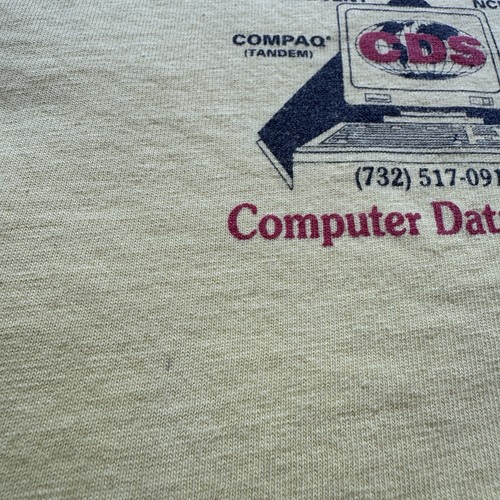 COMPAQ®
(TANDEM)
CDS
(732) 517-091
Computer Dat